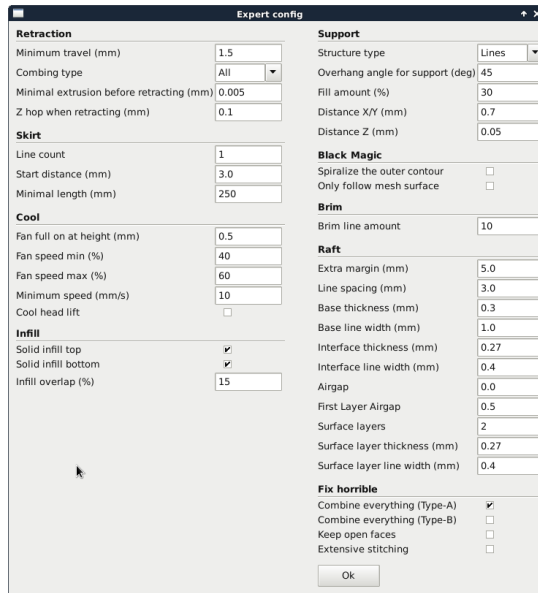 Expert config
Retraction
Minimum travel (mm) 1.5
Combing type All
Minimal extrusion before retracting (mm) 0.005
Z hop when retracting (mm) 0.1
Skirt
Line count 1
Start distance (mm) 3.0
Minimal length (mm) 250
Cool
Fan full on at height (mm) 0.5
Fan speed min (%) 40
Fan speed max (%) 60
Minimum speed (mm/s) 10
Cool head lift
Infill
Solid infill top
Solid infill bottom
Infill overlap (%) 15
Support
Structure type Lines
Overhang angle for support (deg) 45
Fill amount (%) 30
Distance X/Y (mm) 0.7
Distance Z (mm) 0.05
Black Magic
Spiralize the outer contour
Only follow mesh surface
Brim
Brim line amount 10
Raft
Extra margin (mm) 5.0
Line spacing (mm) 3.0
Base thickness (mm) 0.3
Base line width (mm) 1.0
Interface thickness (mm) 0.27
Interface line width (mm) 0.4
Airgap 0.0
First Layer Airgap 0.5
Surface layers 2
Surface layer thickness (mm) 0.27
Surface layer line width (mm) 0.4
Fix horrible
Combine everything (Type-A)
Combine everything (Type-B)
Keep open faces
Extensive stitching
Ok